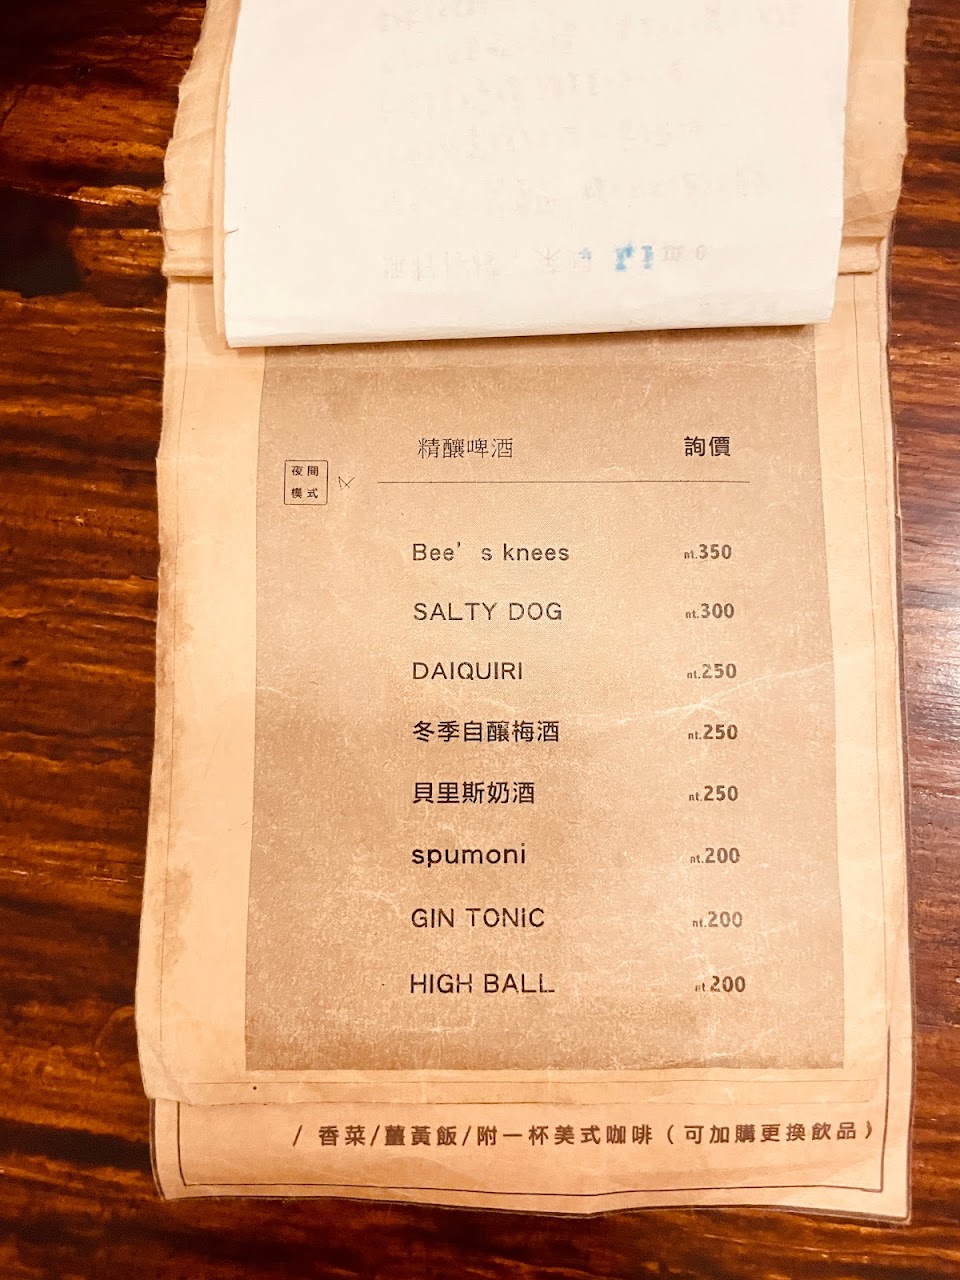 精釀啤酒 詢價
夜間
模式
Bee’s knees nt.350
SALTY DOG nt.300
DAIQUIRI nt.250
冬季自釀梅酒 nt.250
貝里斯奶酒 nt.250
spumoni nt.200
GIN TONIC nt.200
HIGH BALL nt.200
/ 香菜/薑黃飯/附一杯美式咖啡(可加購更換飲品)